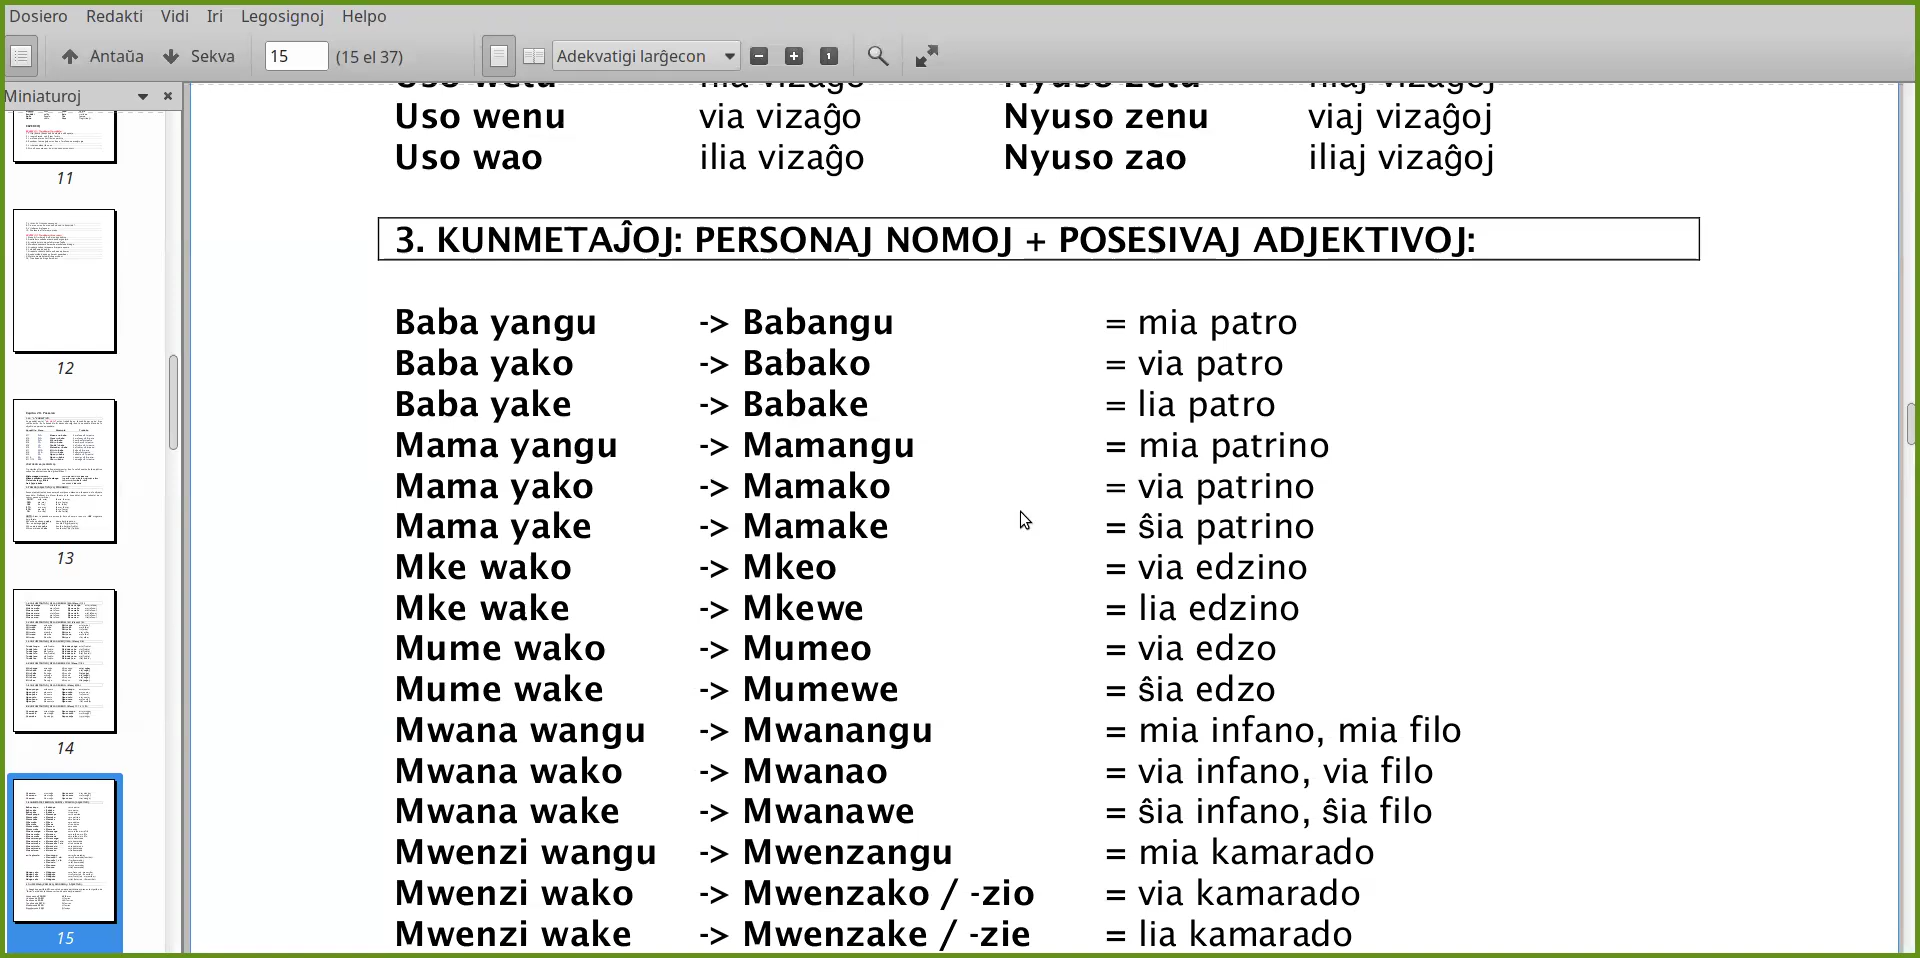 Dosiero Redakti Vidi Iri Legosignoj Helpo
Antaŭa Sekva 15 (15 el 37) Adekvatigi larĝecon
Miniaturoj
11
12
13
14
15
Uso wenu via vizaĝo Nyuso zenu viaj vizaĝoj
Uso wao ilia vizaĝo Nyuso zao iliaj vizaĝoj
3. KUNMETAĴOJ: PERSONAJ NOMOJ + POSESIVAJ ADJEKTIVOJ:
Baba yangu -> Babangu = mia patro
Baba yako -> Babako = via patro
Baba yake -> Babake = lia patro
Mama yangu -> Mamangu = mia patrino
Mama yako -> Mamako = via patrino
Mama yake -> Mamake = ŝia patrino
Mke wako -> Mkeo = via edzino
Mke wake -> Mkewe = lia edzino
Mume wako -> Mumeo = via edzo
Mume wake -> Mumewe = ŝia edzo
Mwana wangu -> Mwanangu = mia infano, mia filo
Mwana wako -> Mwanao = via infano, via filo
Mwana wake -> Mwanawe = ŝia infano, ŝia filo
Mwenzi wangu -> Mwenzangu = mia kamarado
Mwenzi wako -> Mwenzako / -zio = via kamarado
Mwenzi wake -> Mwenzake / -zie = lia kamarado